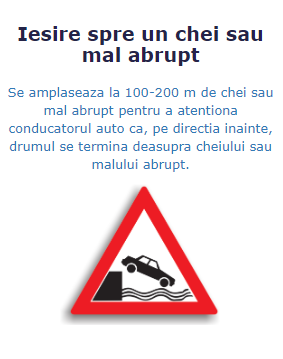 Iesire spre un chei sau
mal abrupt
Se amplaseaza la 100-200 m de chei sau
mal abrupt pentru a atentiona
conducatorul auto ca, pe directia inainte,
drumul se termina deasupra cheiului sau
malului abrupt.